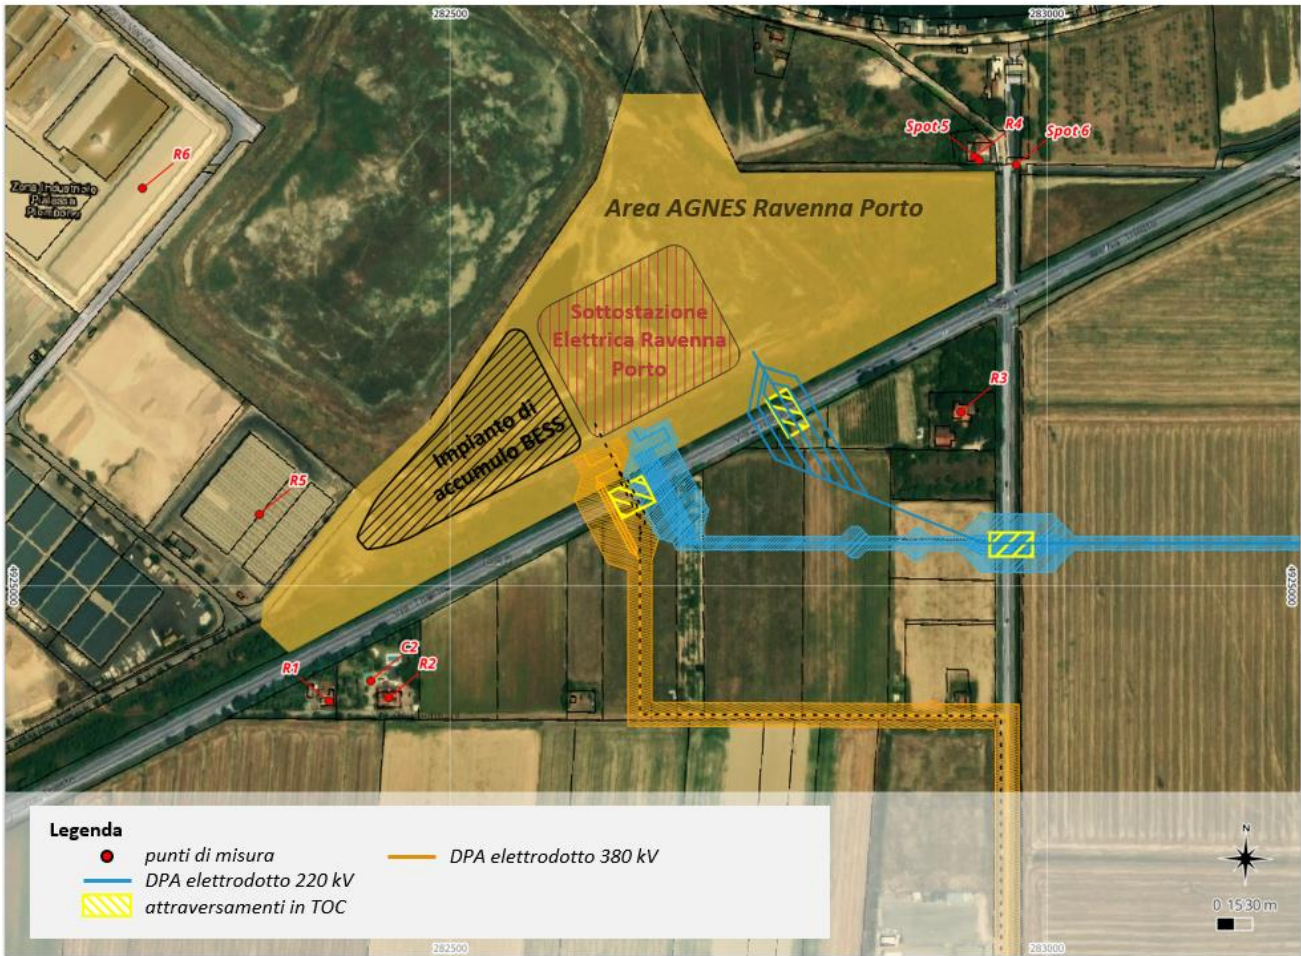 282500
283000
Spot 5
R4
Spot 6
R6
Zona Industriale
Piallassa
Piomboni
Area AGNES Ravenna Porto
Sottostazione
Elettrica Ravenna
Porto
R3
Impianto di
accumulo BESS
R5
4925000
4925000
C2
R1
R2
Legenda
punti di misura
DPA elettrodotto 380 kV
DPA elettrodotto 220 kV
attraversamenti in TOC
N
0 15 30 m
282500
283000